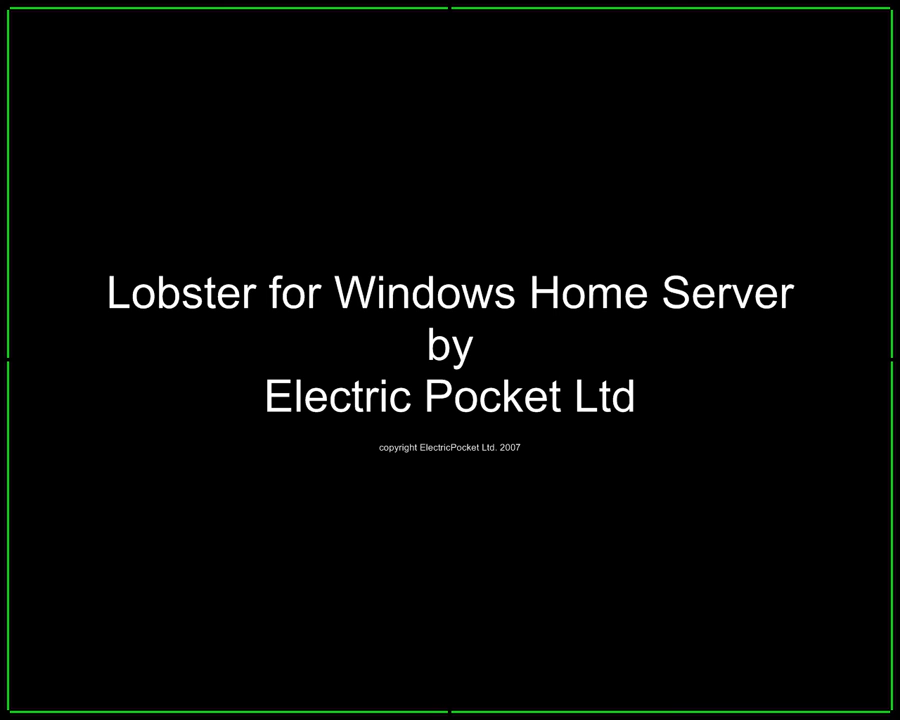 Lobster for Windows Home Server
by
Electric Pocket Ltd
copyright ElectricPocket Ltd. 2007